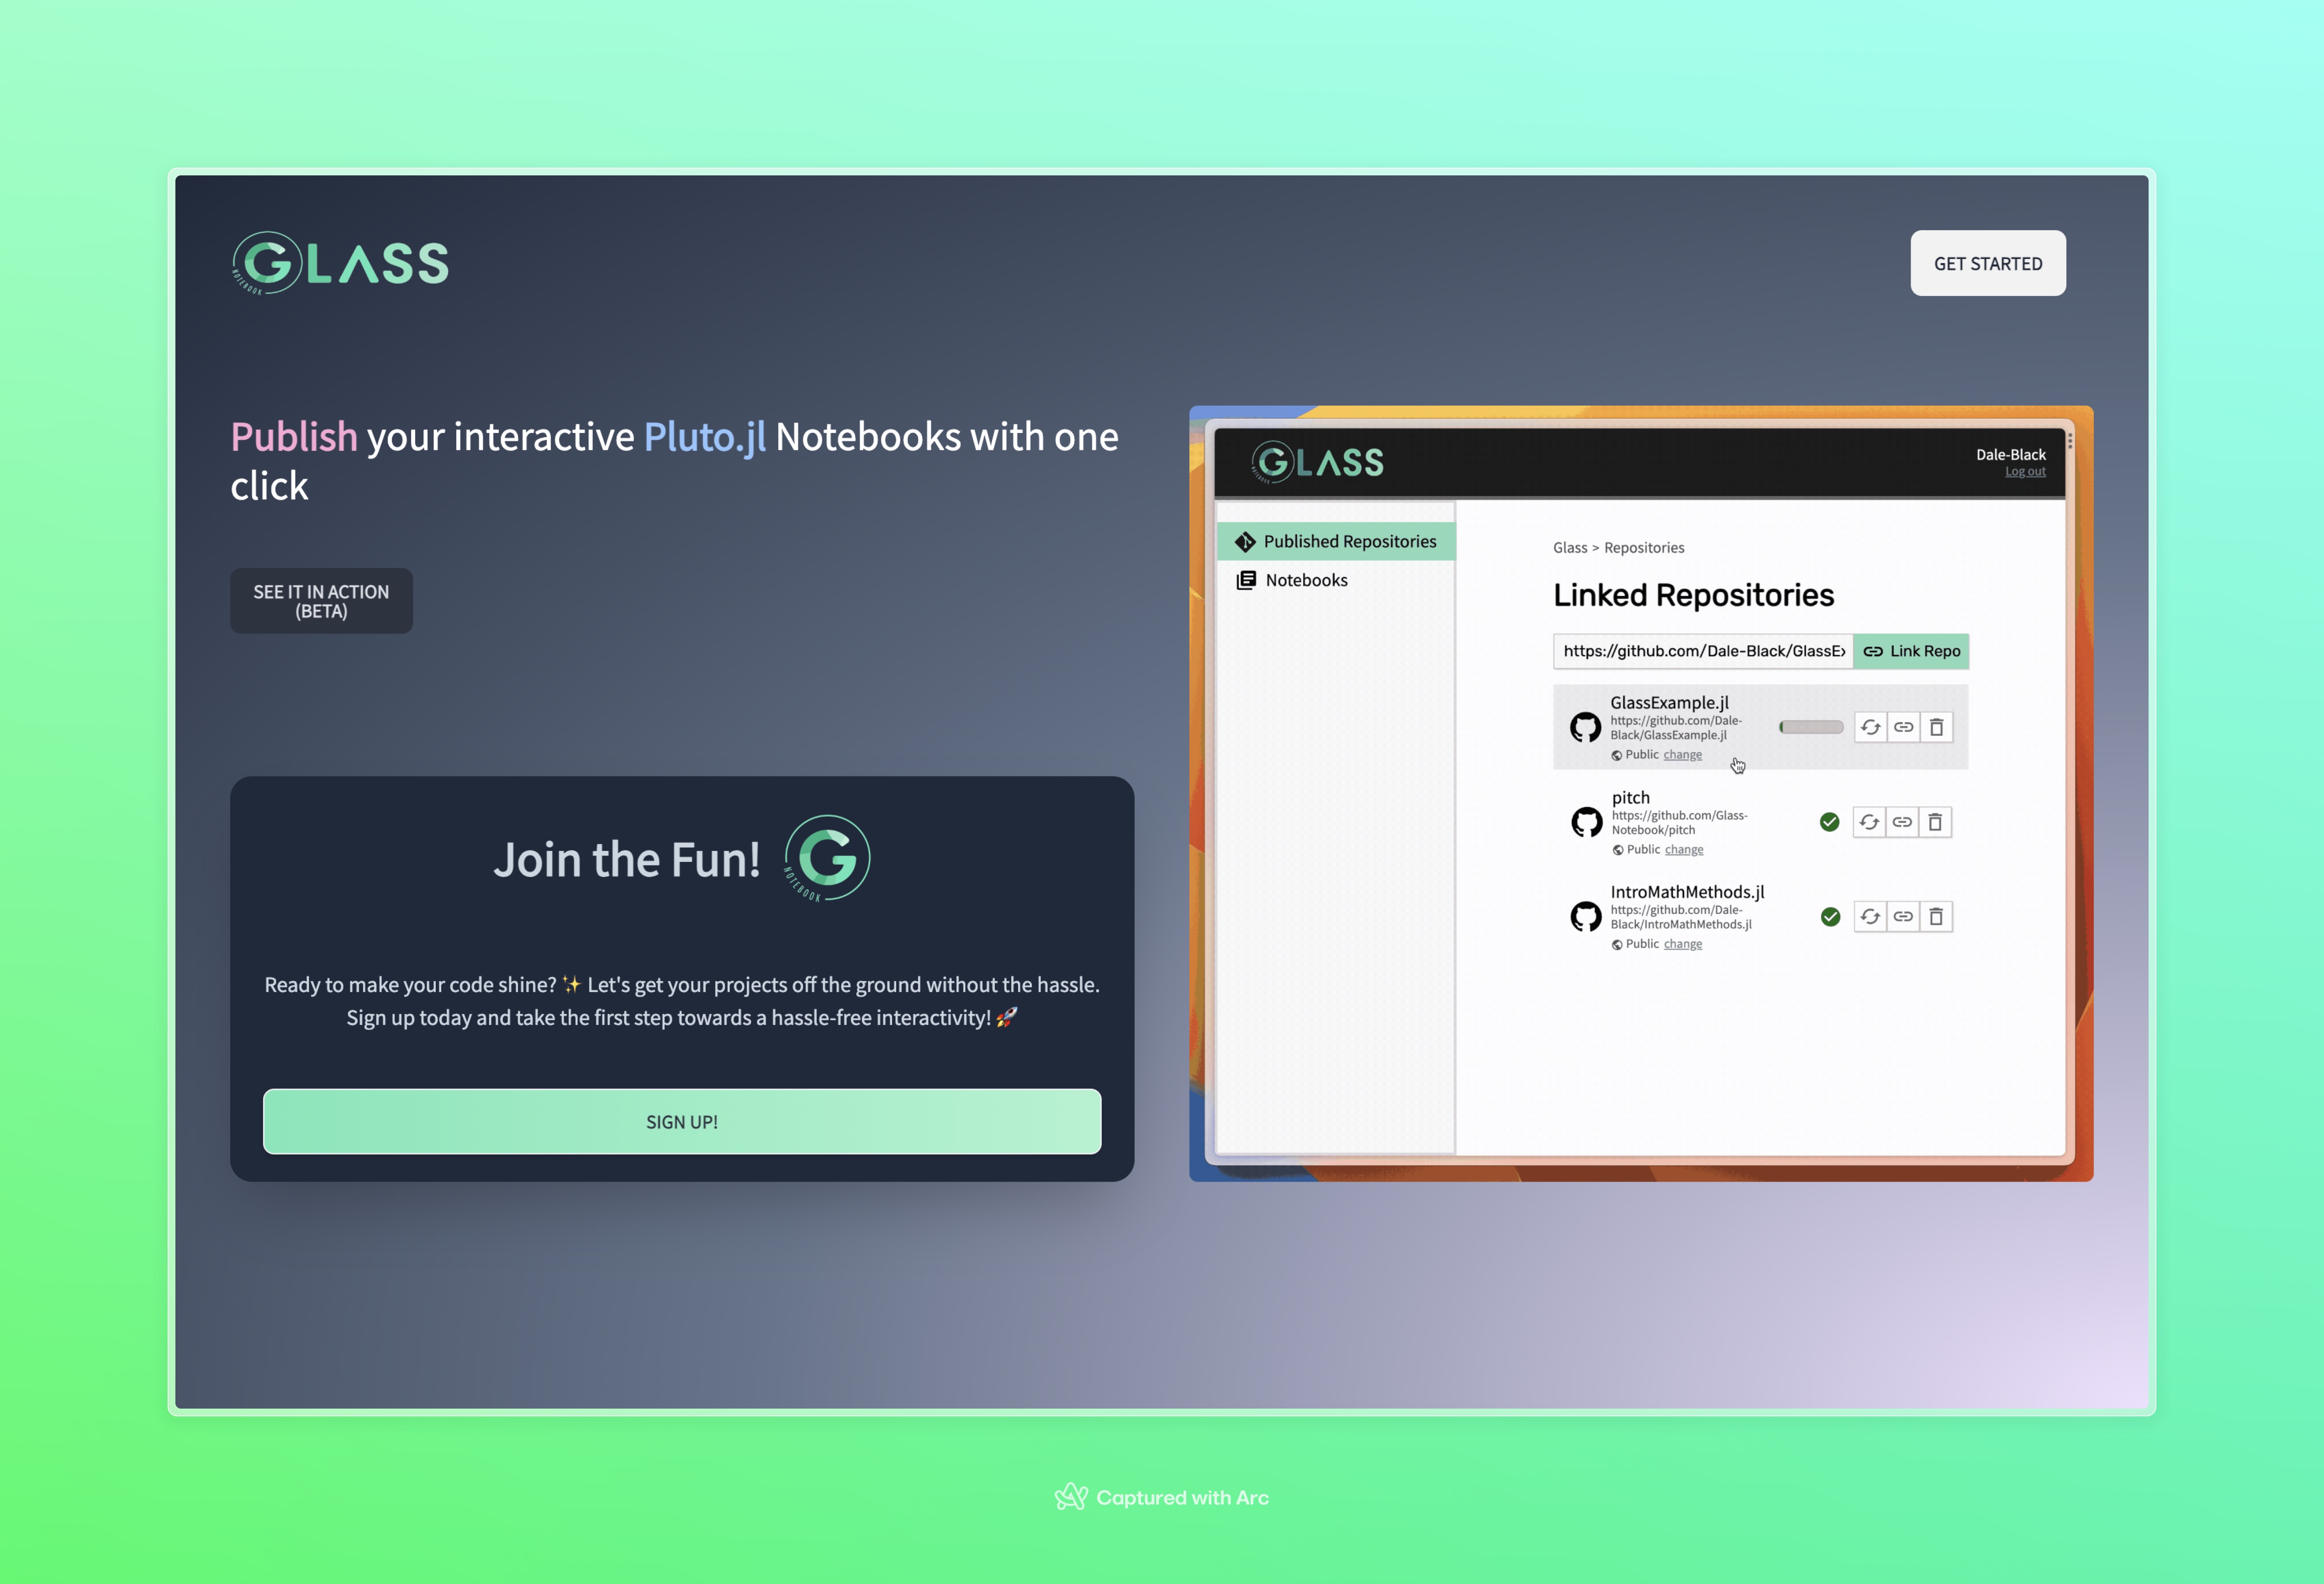 GLASS
NOTEBOOK
GET STARTED
Publish your interactive Pluto.jl Notebooks with one
click
SEE IT IN ACTION
(BETA)
Join the Fun!
G
NOTEBOOK
Ready to make your code shine? ✨ Let's get your projects off the ground without the hassle.
Sign up today and take the first step towards a hassle-free interactivity! 🚀
SIGN UP!
GLASS
NOTEBOOK
Dale-Black
Log out
Published Repositories
Notebooks
Glass > Repositories
Linked Repositories
https://github.com/Dale-Black/GlassEx
Link Repo
GlassExample.jl
https://github.com/Dale-
Black/GlassExample.jl
Public change
pitch
https://github.com/Glass-
Notebook/pitch
Public change
IntroMathMethods.jl
https://github.com/Dale-
Black/IntroMathMethods.jl
Public change
Captured with Arc